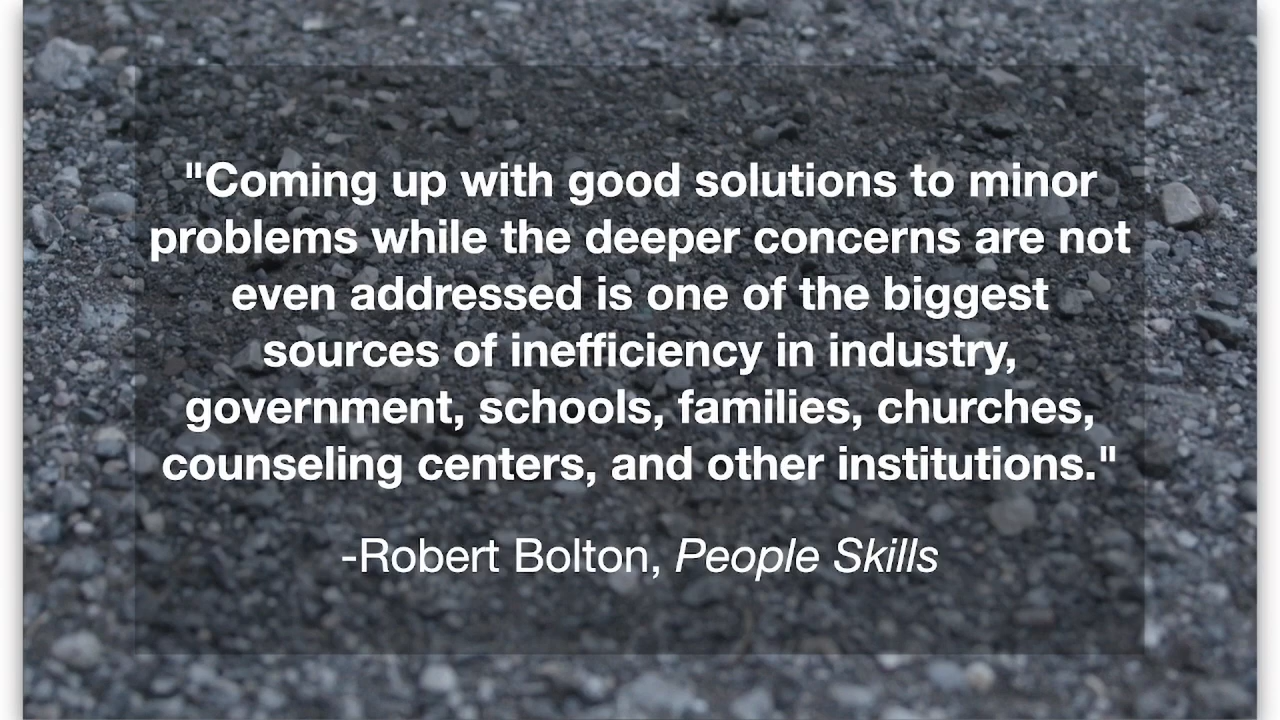 "Coming up with good solutions to minor
problems while the deeper concerns are not
even addressed is one of the biggest
sources of inefficiency in industry,
government, schools, families, churches,
counseling centers, and other institutions."
-Robert Bolton, People Skills